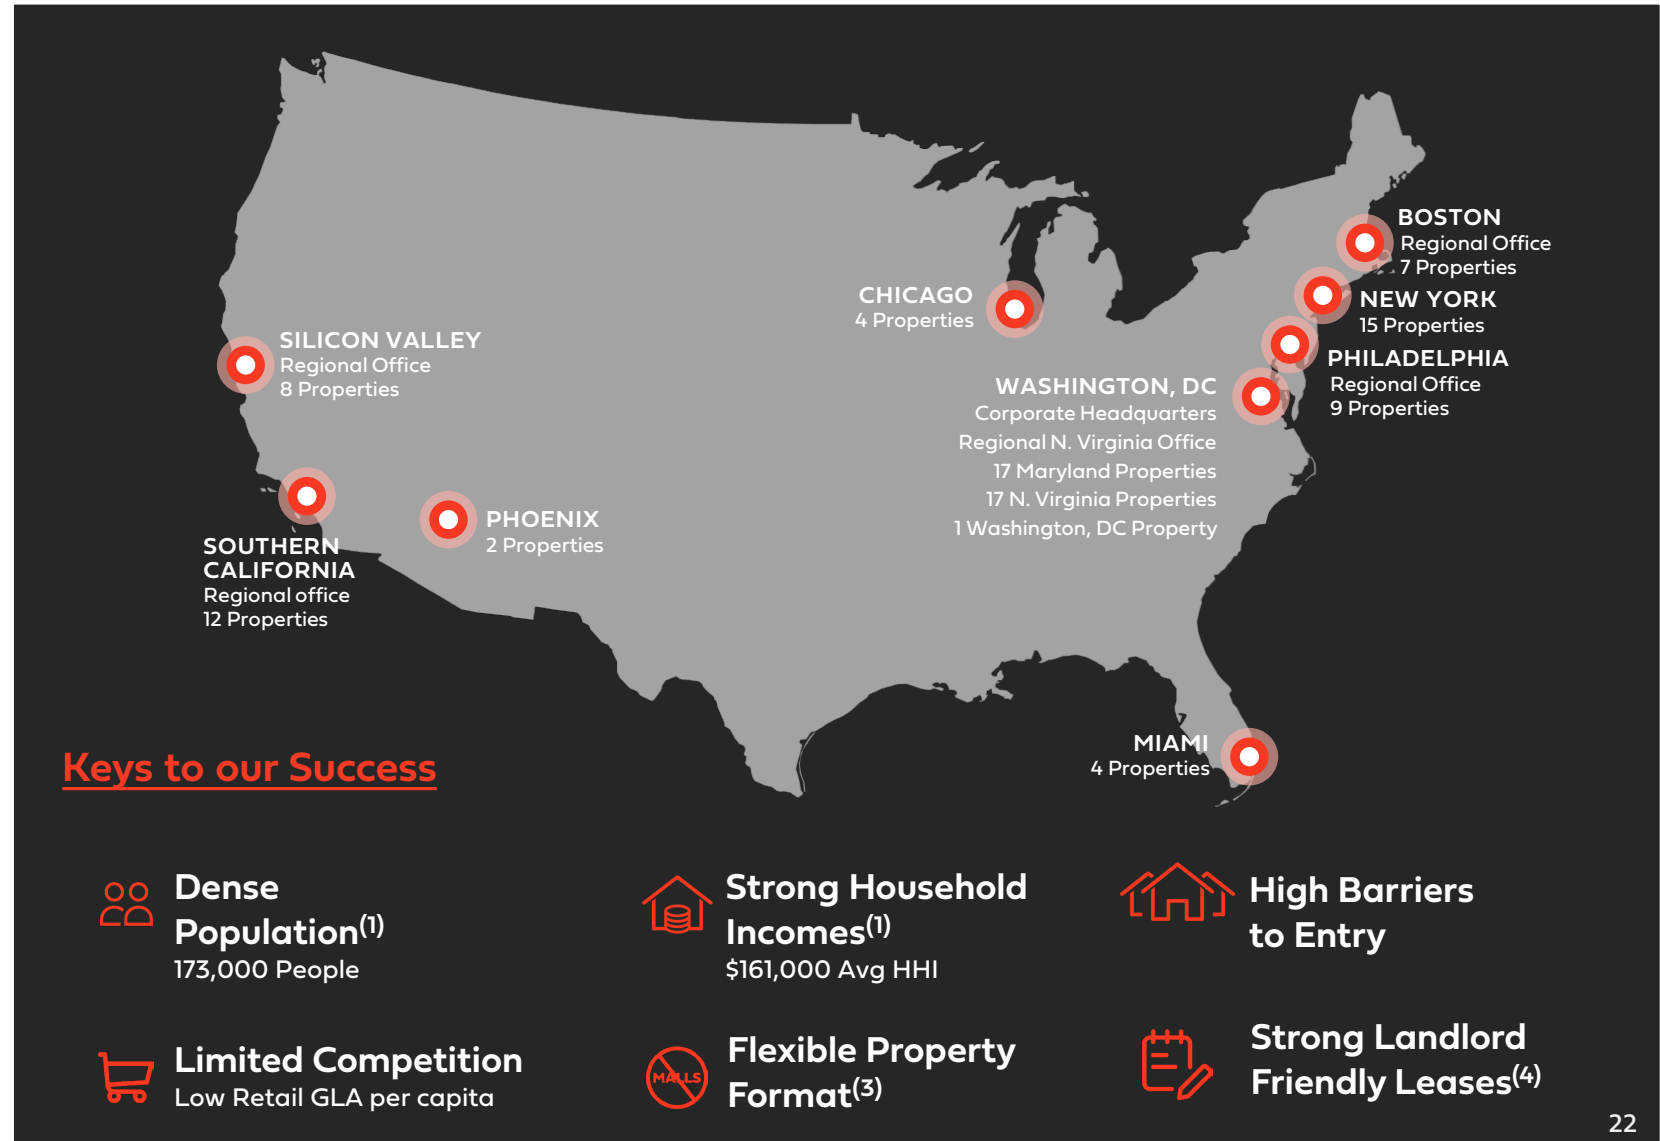 BOSTON
Regional Office
7 Properties
CHICAGO
4 Properties
NEW YORK
15 Properties
SILICON VALLEY
Regional Office
8 Properties
PHILADELPHIA
Regional Office
9 Properties
WASHINGTON, DC
Corporate Headquarters
Regional N. Virginia Office
17 Maryland Properties
17 N. Virginia Properties
1 Washington, DC Property
PHOENIX
2 Properties
SOUTHERN
CALIFORNIA
Regional office
12 Properties
MIAMI
4 Properties
Keys to our Success
Dense
Population(1)
173,000 People
Strong Household
Incomes(1)
$161,000 Avg HHI
High Barriers
to Entry
Limited Competition
Low Retail GLA per capita
MALLS
Flexible Property
Format(3)
Strong Landlord
Friendly Leases(4)
22